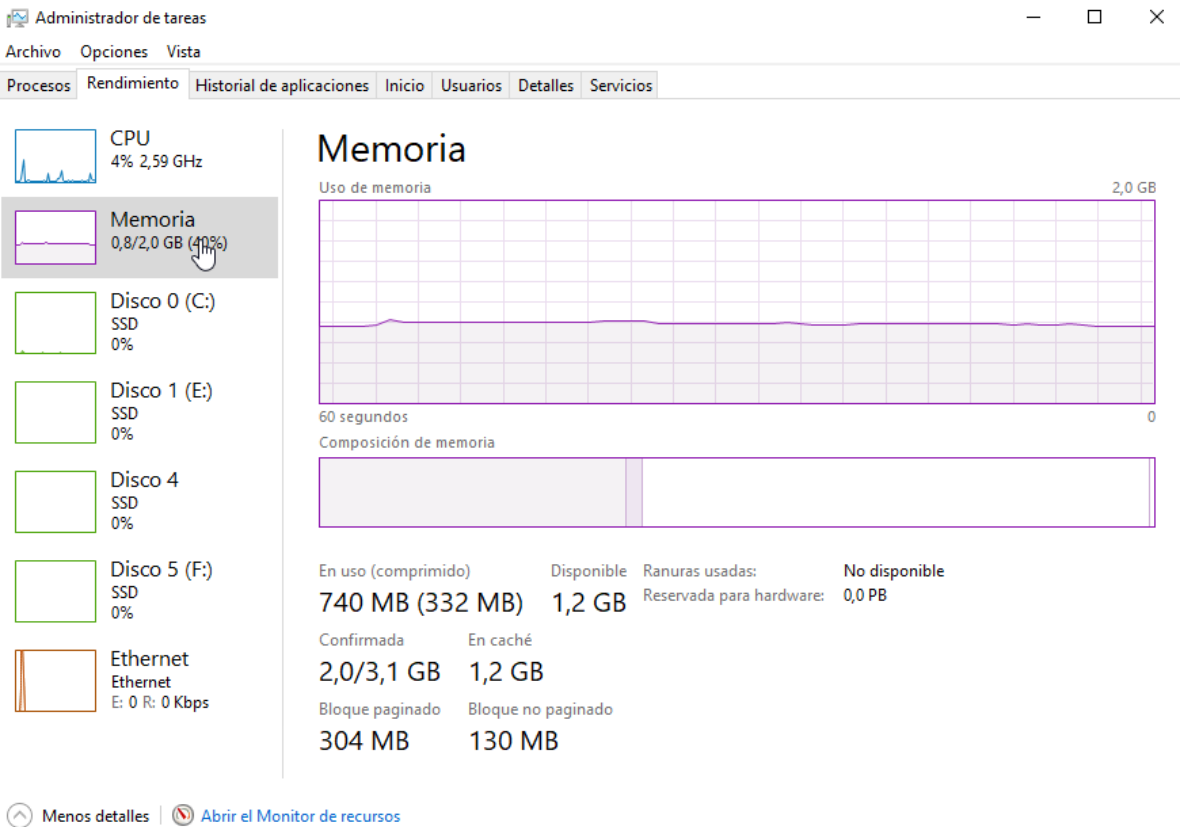 Administrador de tareas
Archivo Opciones Vista
Procesos Rendimiento Historial de aplicaciones Inicio Usuarios Detalles Servicios
CPU
4% 2,59 GHz
Memoria
0,8/2,0 GB (40%)
Disco 0 (C:)
SSD
0%
Disco 1 (E:)
SSD
0%
Disco 4
SSD
0%
Disco 5 (F:)
SSD
0%
Ethernet
Ethernet
E: 0 R: 0 Kbps
Memoria
Uso de memoria 2,0 GB
60 segundos 0
Composición de memoria
En uso (comprimido) Disponible Ranuras usadas: No disponible
740 MB (332 MB) 1,2 GB Reservada para hardware: 0,0 PB
Confirmada En caché
2,0/3,1 GB 1,2 GB
Bloque paginado Bloque no paginado
304 MB 130 MB
Menos detalles Abrir el Monitor de recursos